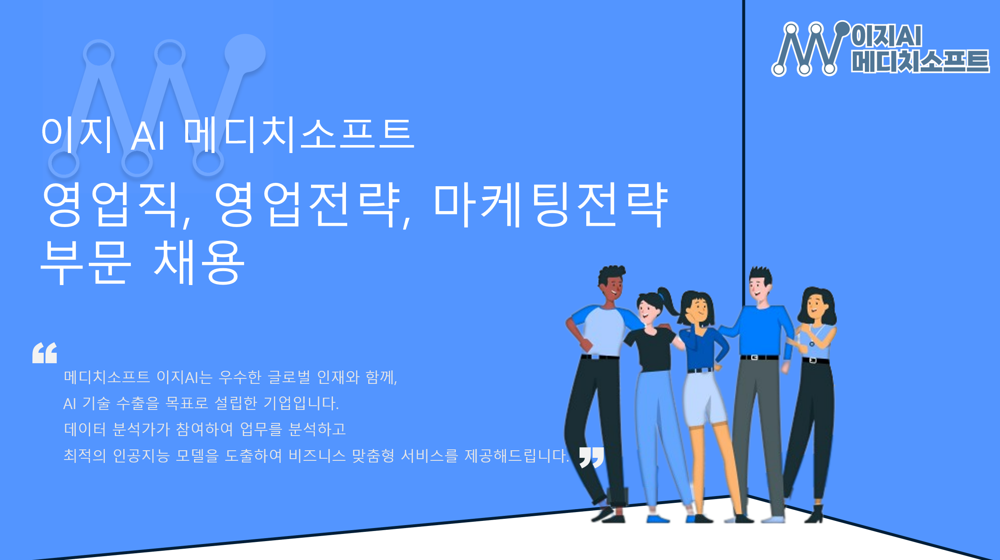 이지AI
메디치소프트
이지 AI 메디치소프트
영업직, 영업전략, 마케팅전략
부문 채용
“
메디치소프트 이지AI는 우수한 글로벌 인재와 함께,
AI 기술 수출을 목표로 설립한 기업입니다.
데이터 분석가가 참여하여 업무를 분석하고
최적의 인공지능 모델을 도출하여 비즈니스 맞춤형 서비스를 제공해드립니다. ”